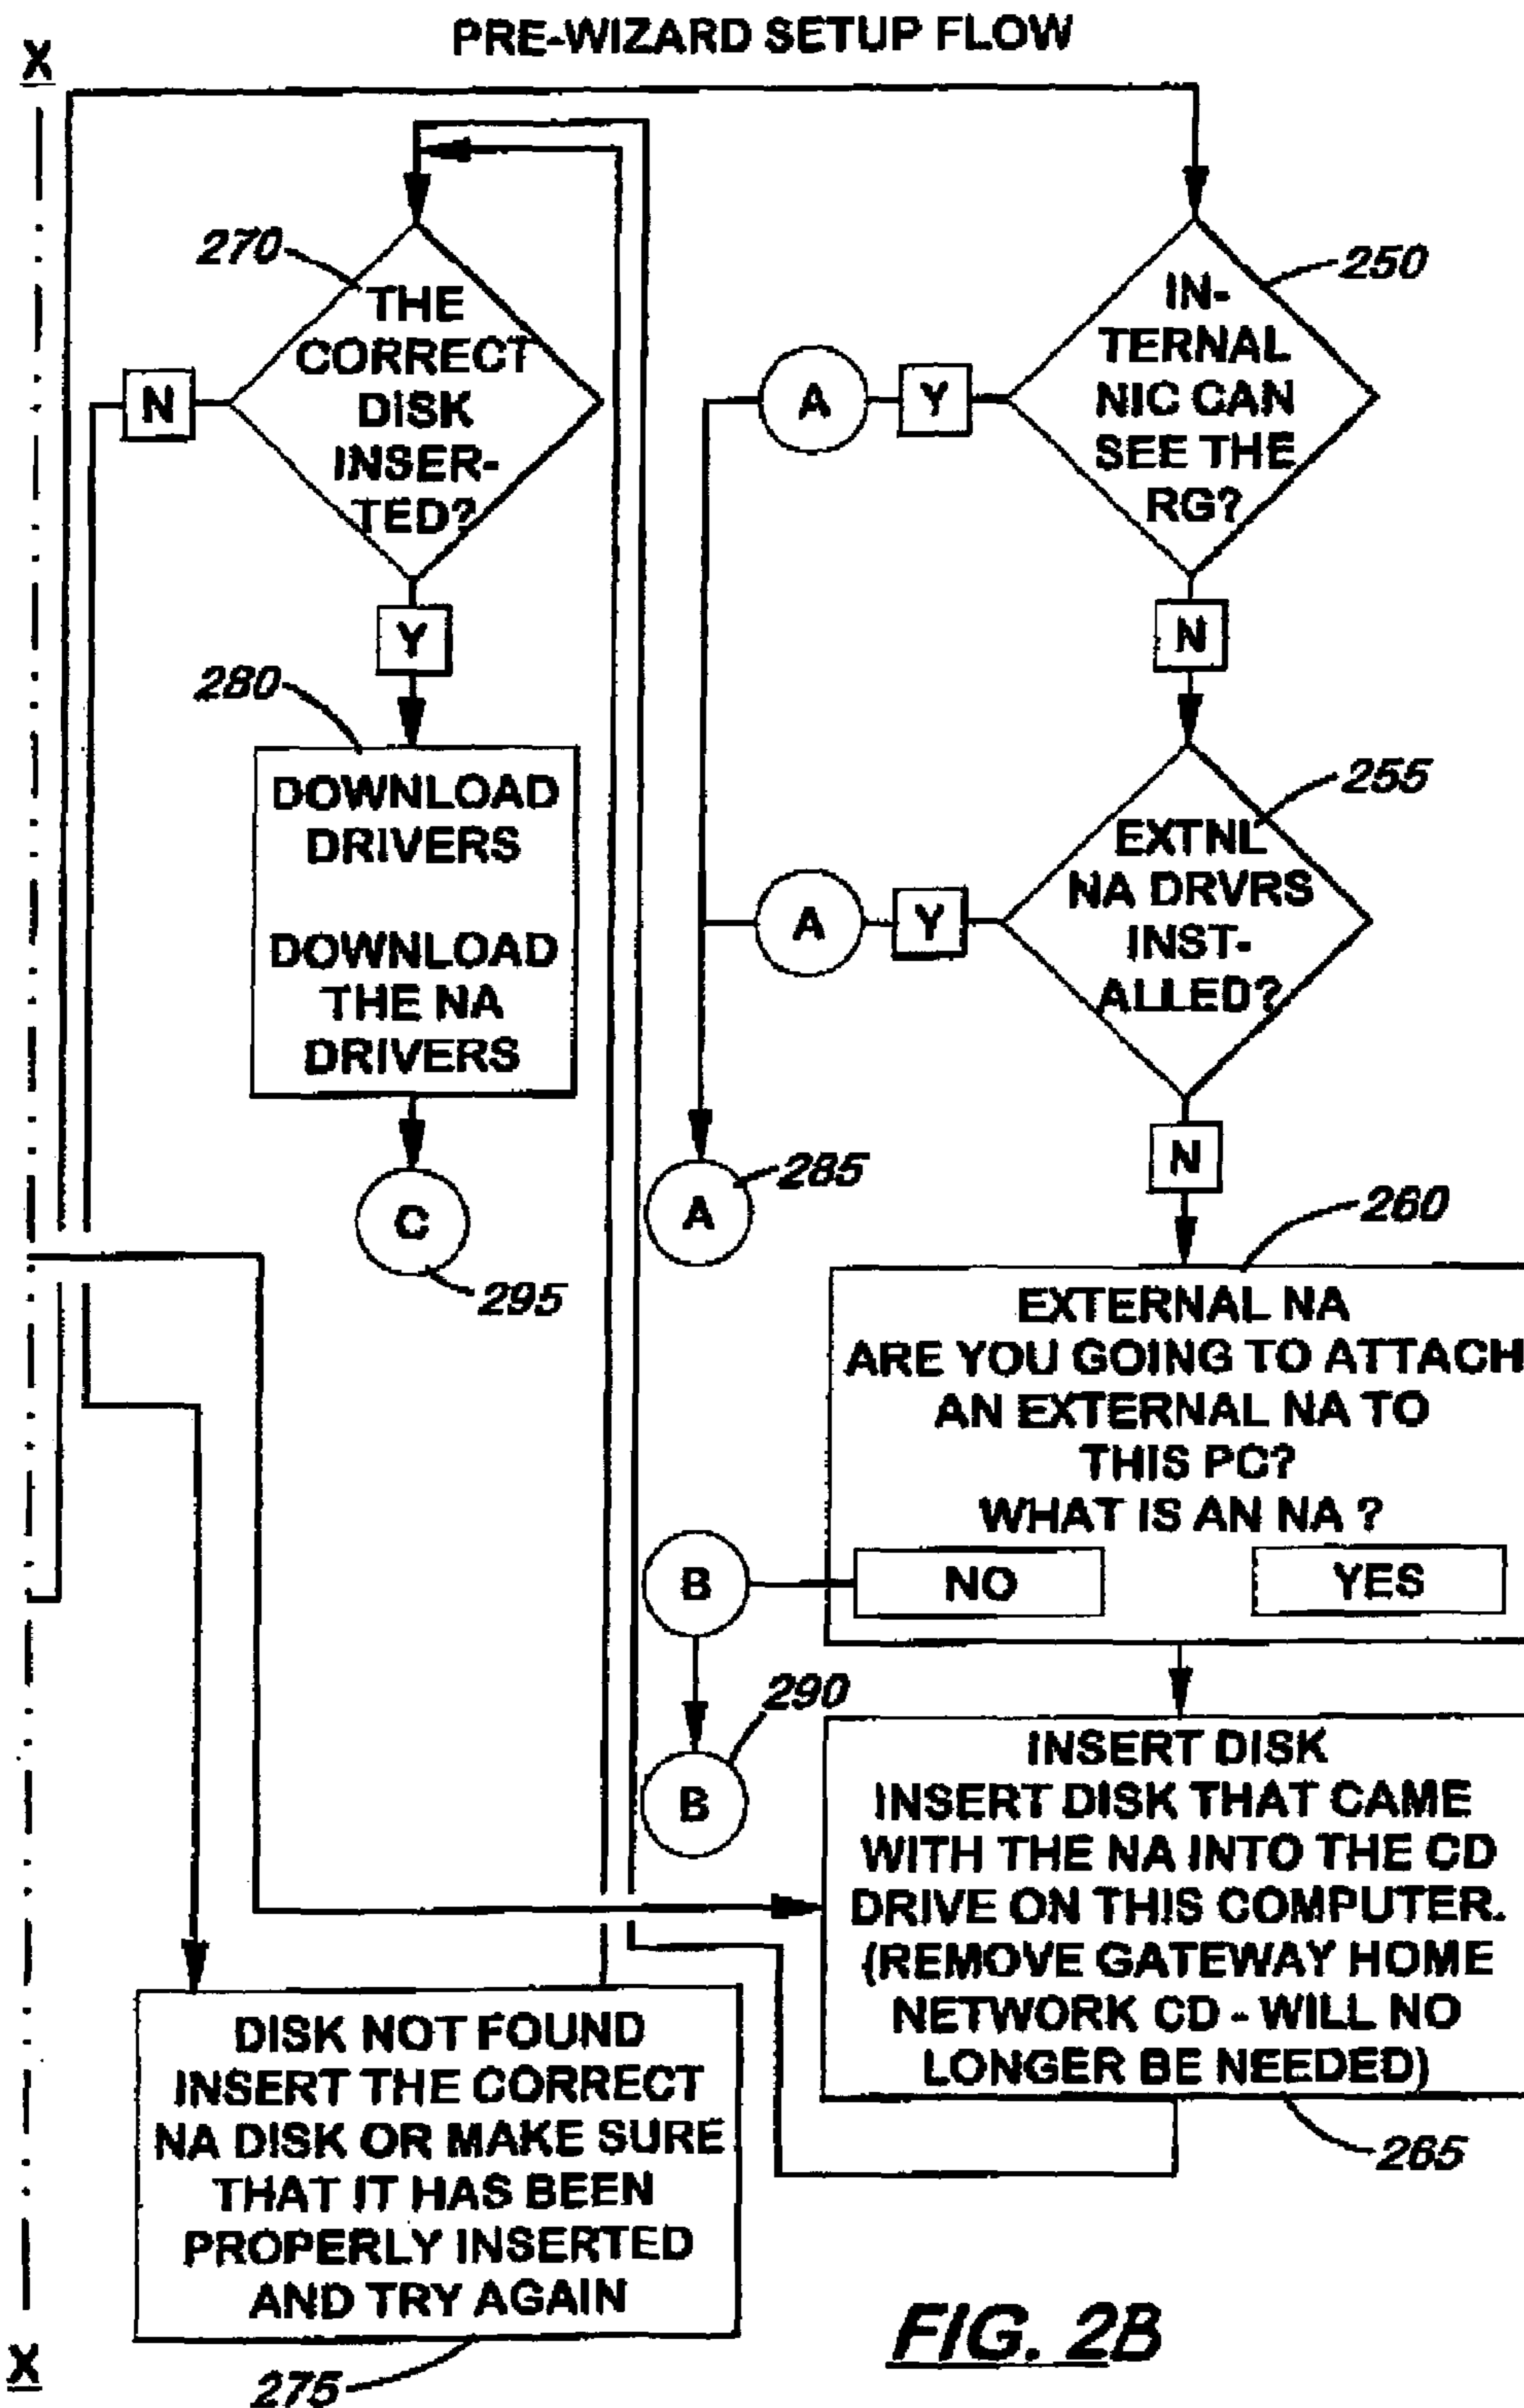 PRE-WIZARD SETUP FLOW
X
270
THE
CORRECT
DISK
INSER-
TED?
N
Y
280
DOWNLOAD
DRIVERS
DOWNLOAD
THE NA
DRIVERS
C
295
250
IN-
TERNAL
NIC CAN
SEE THE
RG?
A
Y
N
255
EXTNL
NA DRVRS
INST-
ALLED?
A
Y
N
A
285
260
EXTERNAL NA
ARE YOU GOING TO ATTACH
AN EXTERNAL NA TO
THIS PC?
WHAT IS AN NA ?
NO
YES
B
B
290
INSERT DISK
INSERT DISK THAT CAME
WITH THE NA INTO THE CD
DRIVE ON THIS COMPUTER.
(REMOVE GATEWAY HOME
NETWORK CD - WILL NO
LONGER BE NEEDED)
265
DISK NOT FOUND
INSERT THE CORRECT
NA DISK OR MAKE SURE
THAT IT HAS BEEN
PROPERLY INSERTED
AND TRY AGAIN
275
X
FIG. 2B